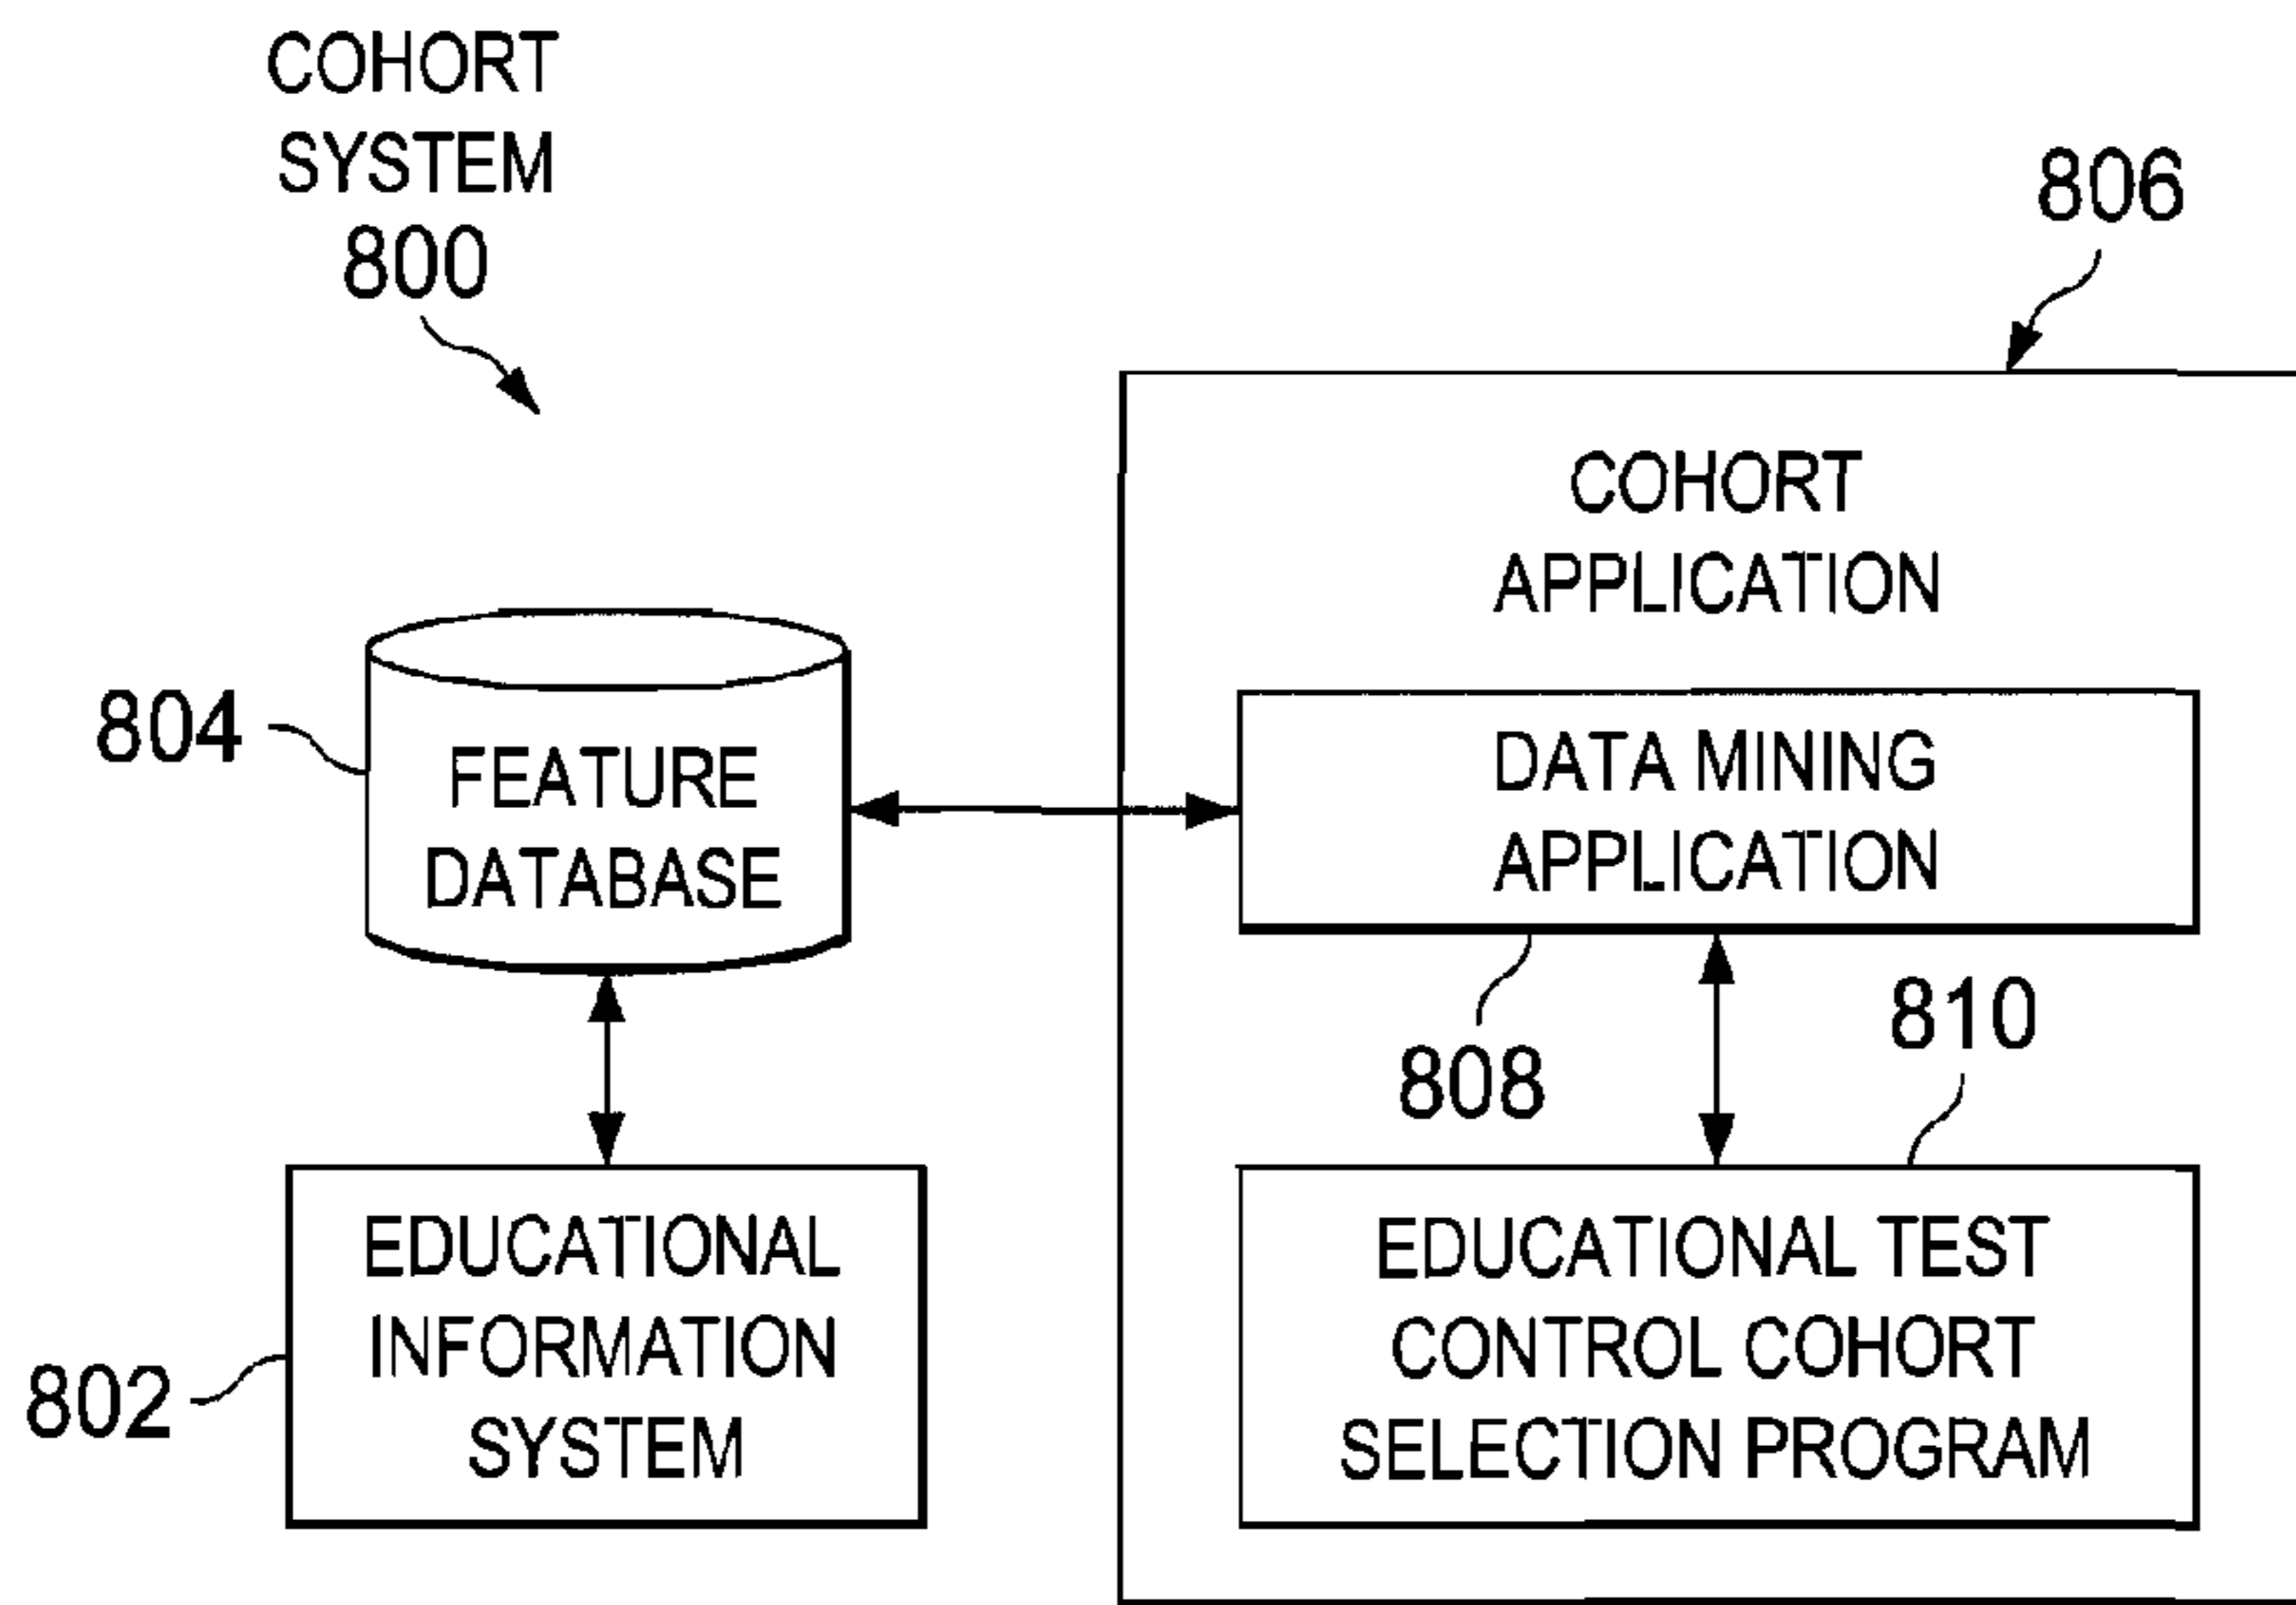 COHORT
SYSTEM
800
806
COHORT
APPLICATION
804
FEATURE
DATABASE
DATA MINING
APPLICATION
808
810
802
EDUCATIONAL
INFORMATION
SYSTEM
EDUCATIONAL TEST
CONTROL COHORT
SELECTION PROGRAM